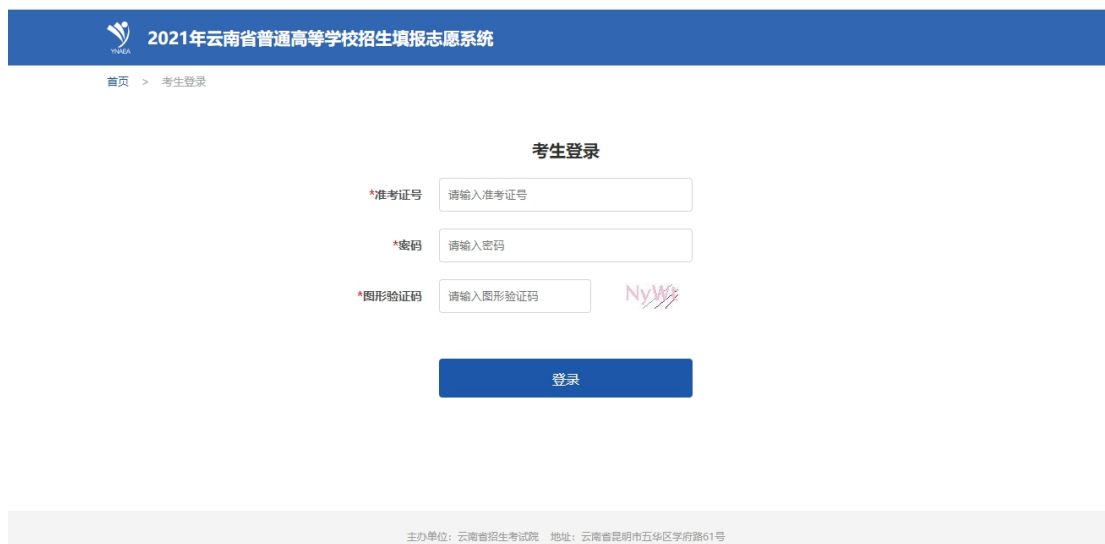 YNAEA
2021年云南省普通高等学校招生填报志愿系统
首页 > 考生登录
考生登录
*准考证号 请输入准考证号
*密码 请输入密码
*图形验证码 请输入图形验证码
登录
主办单位：云南省招生考试院 地址：云南省昆明市五华区学府路61号